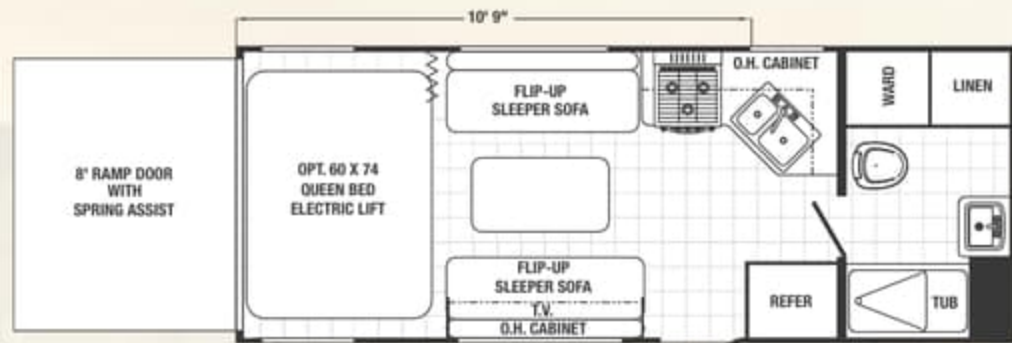 10' 9"
O.H. CABINET
WARD
LINEN
FLIP-UP
SLEEPER SOFA
8' RAMP DOOR
WITH
SPRING ASSIST
OPT. 60 X 74
QUEEN BED
ELECTRIC LIFT
FLIP-UP
SLEEPER SOFA
T.V.
O.H. CABINET
REFER
TUB